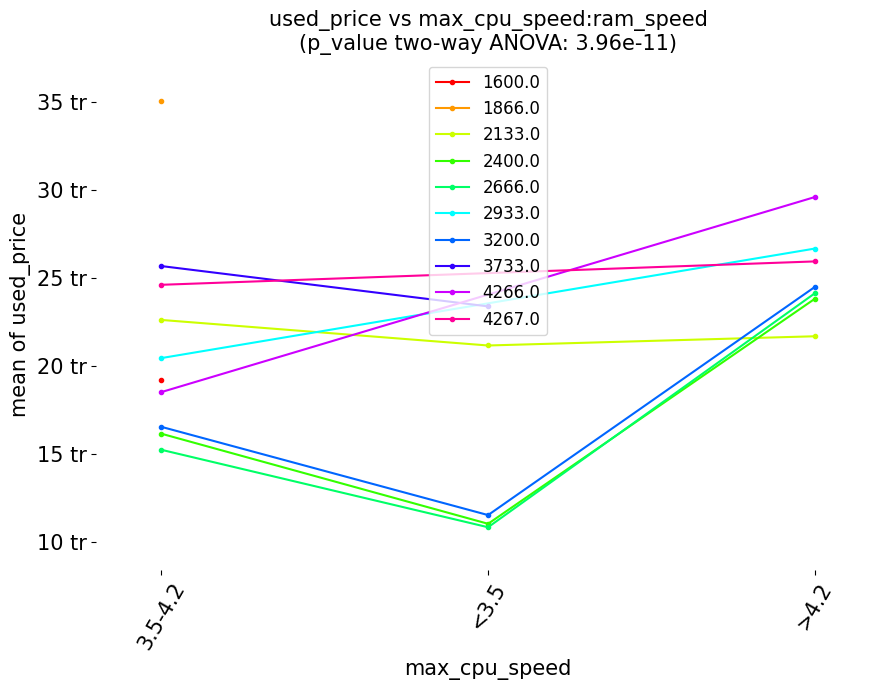 used_price vs max_cpu_speed:ram_speed
(p_value two-way ANOVA: 3.96e-11)
1600.0
1866.0
2133.0
2400.0
2666.0
2933.0
3200.0
3733.0
4266.0
4267.0
35 tr
30 tr
25 tr
20 tr
15 tr
10 tr
mean of used_price
3.5-4.2
<3.5
>4.2
max_cpu_speed